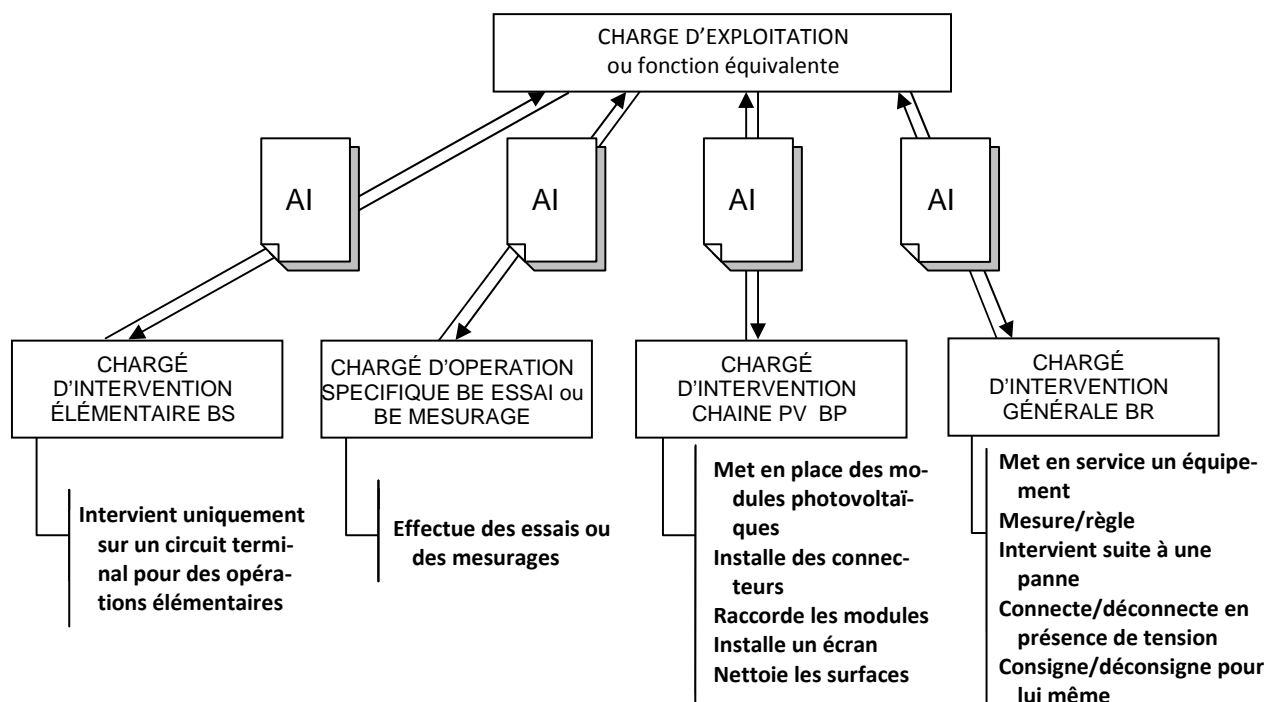 CHARGE D'EXPLOITATION
ou fonction équivalente
AI
AI
AI
AI
CHARGÉ
D'INTERVENTION
ÉLÉMENTAIRE BS
CHARGÉ D'OPERATION
SPECIFIQUE BE ESSAI ou
BE MESURAGE
CHARGÉ
D'INTERVENTION
CHAINE PV BP
CHARGÉ
D'INTERVENTION
GÉNÉRALE BR
Intervient uniquement
sur un circuit termi-
nal pour des opéra-
tions élémentaires
Effectue des essais ou
des mesurages
Met en place des mo-
dules photovoltaï-
ques
Installe des connec-
teurs
Raccorde les modules
Installe un écran
Nettoie les surfaces
Met en service un équipe-
ment
Mesure/règle
Intervient suite à une
panne
Connecte/déconnecte en
présence de tension
Consigne/déconsigne pour
lui même